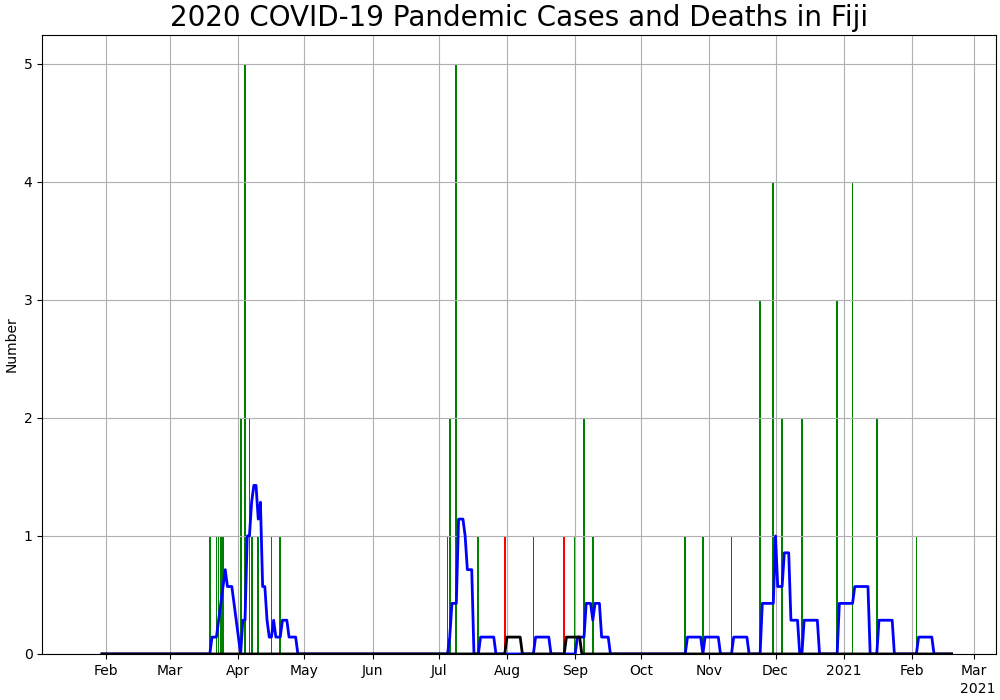 2020 COVID-19 Pandemic Cases and Deaths in Fiji
5
4
3
2
1
0
Number
Feb Mar Apr May Jun Jul Aug Sep Oct Nov Dec 2021 Feb Mar
2021